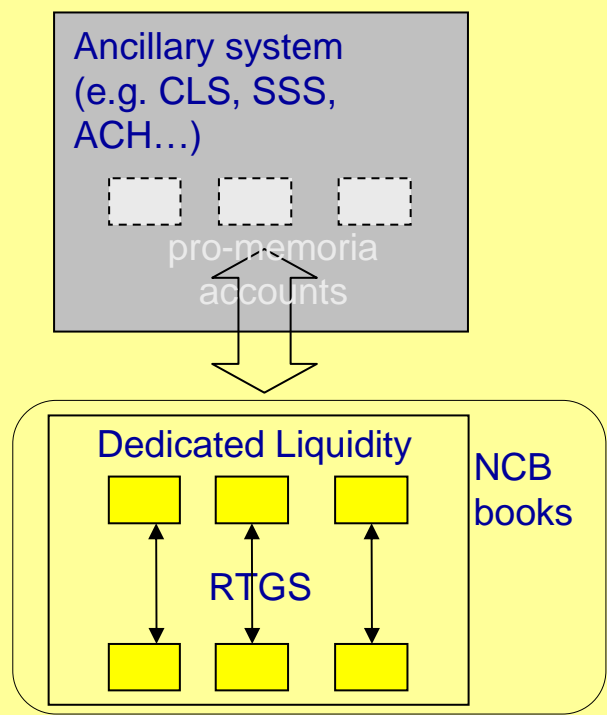 Ancillary system
(e.g. CLS, SSS,
ACH…)
pro-memoria
accounts
Dedicated Liquidity
NCB
books
RTGS